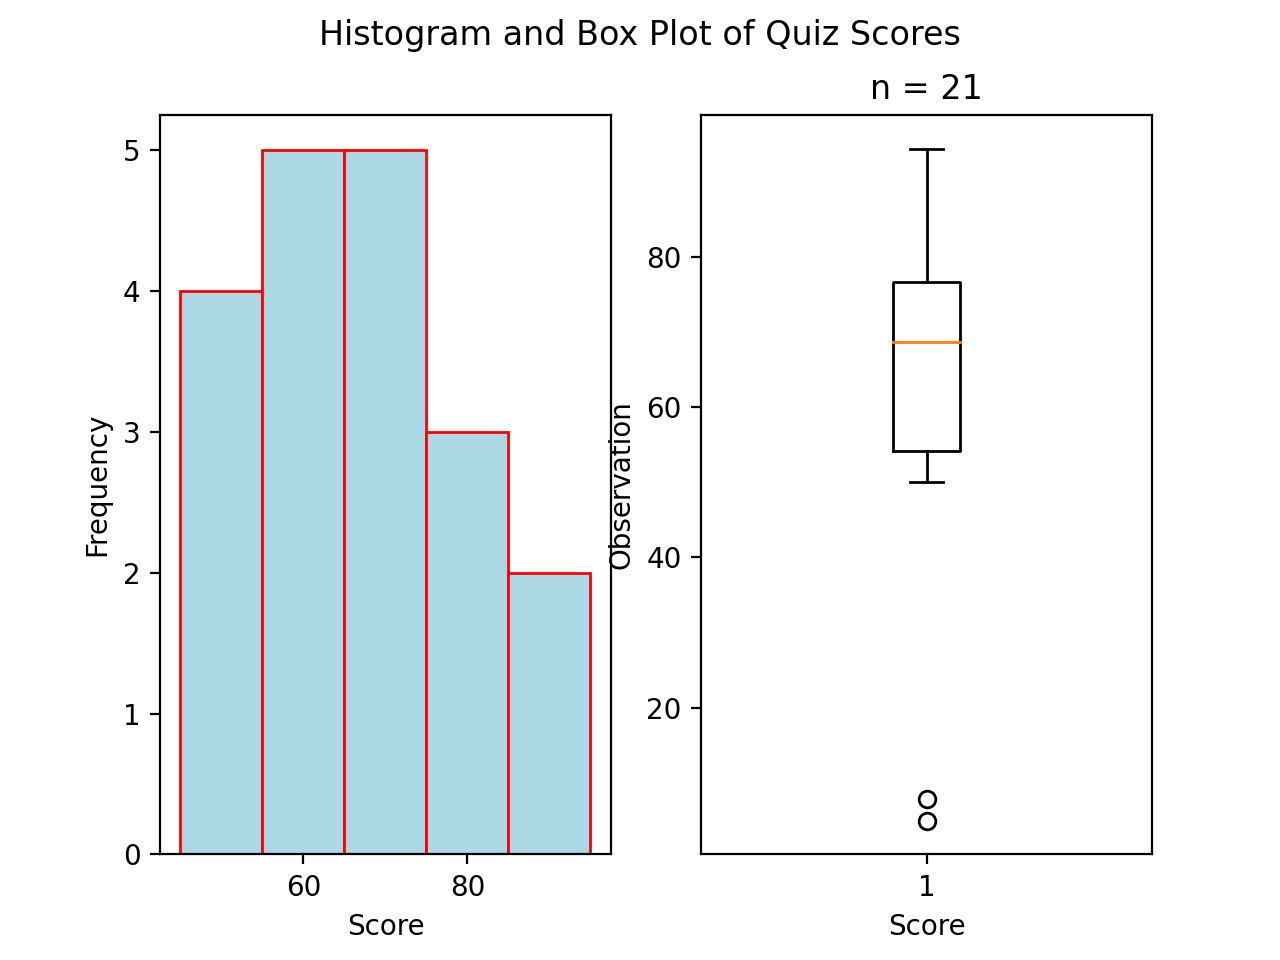 Histogram and Box Plot of Quiz Scores
5
4
3
2
1
0
Frequency
60 80
Score
n = 21
80
60
40
20
Observation
1
Score